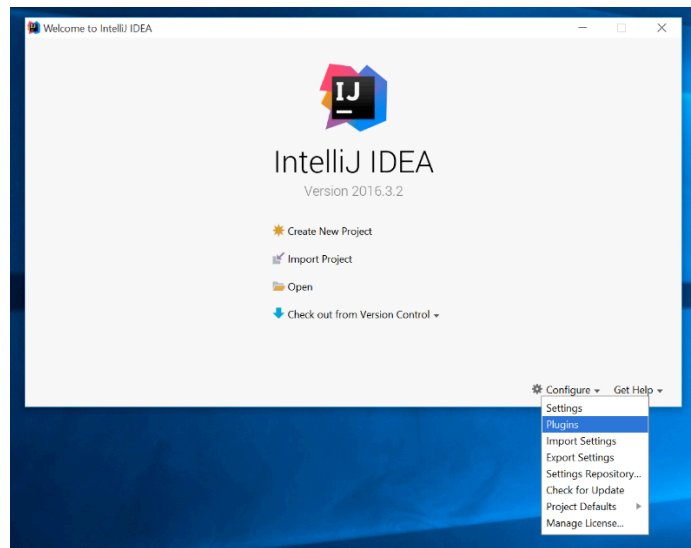 Welcome to IntelliJ IDEA
IJ
IntelliJ IDEA
Version 2016.3.2
Create New Project
Import Project
Open
Check out from Version Control
Configure
Get Help
Settings
Plugins
Import Settings
Export Settings
Settings Repository...
Check for Update
Project Defaults
Manage License...